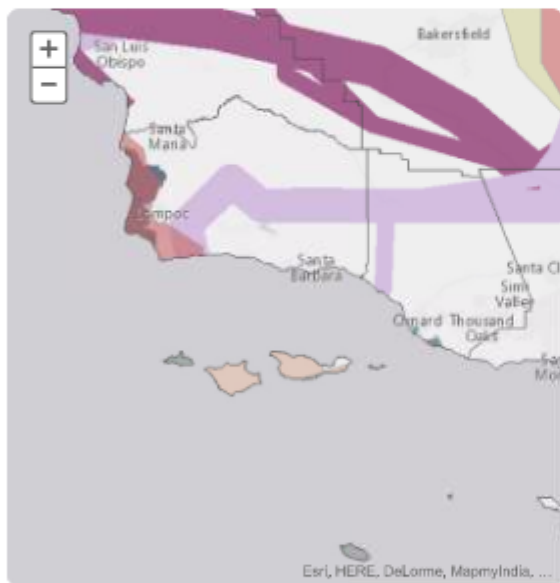 +
−
San Luis
Obispo
Bakersfield
Santa
Maria
Lompoc
Santa
Barbara
Santa Cl
Simi
Valley
Oxnard Thousand
Oaks
Mo
Esri, HERE, DeLorme, MapmyIndia, ...